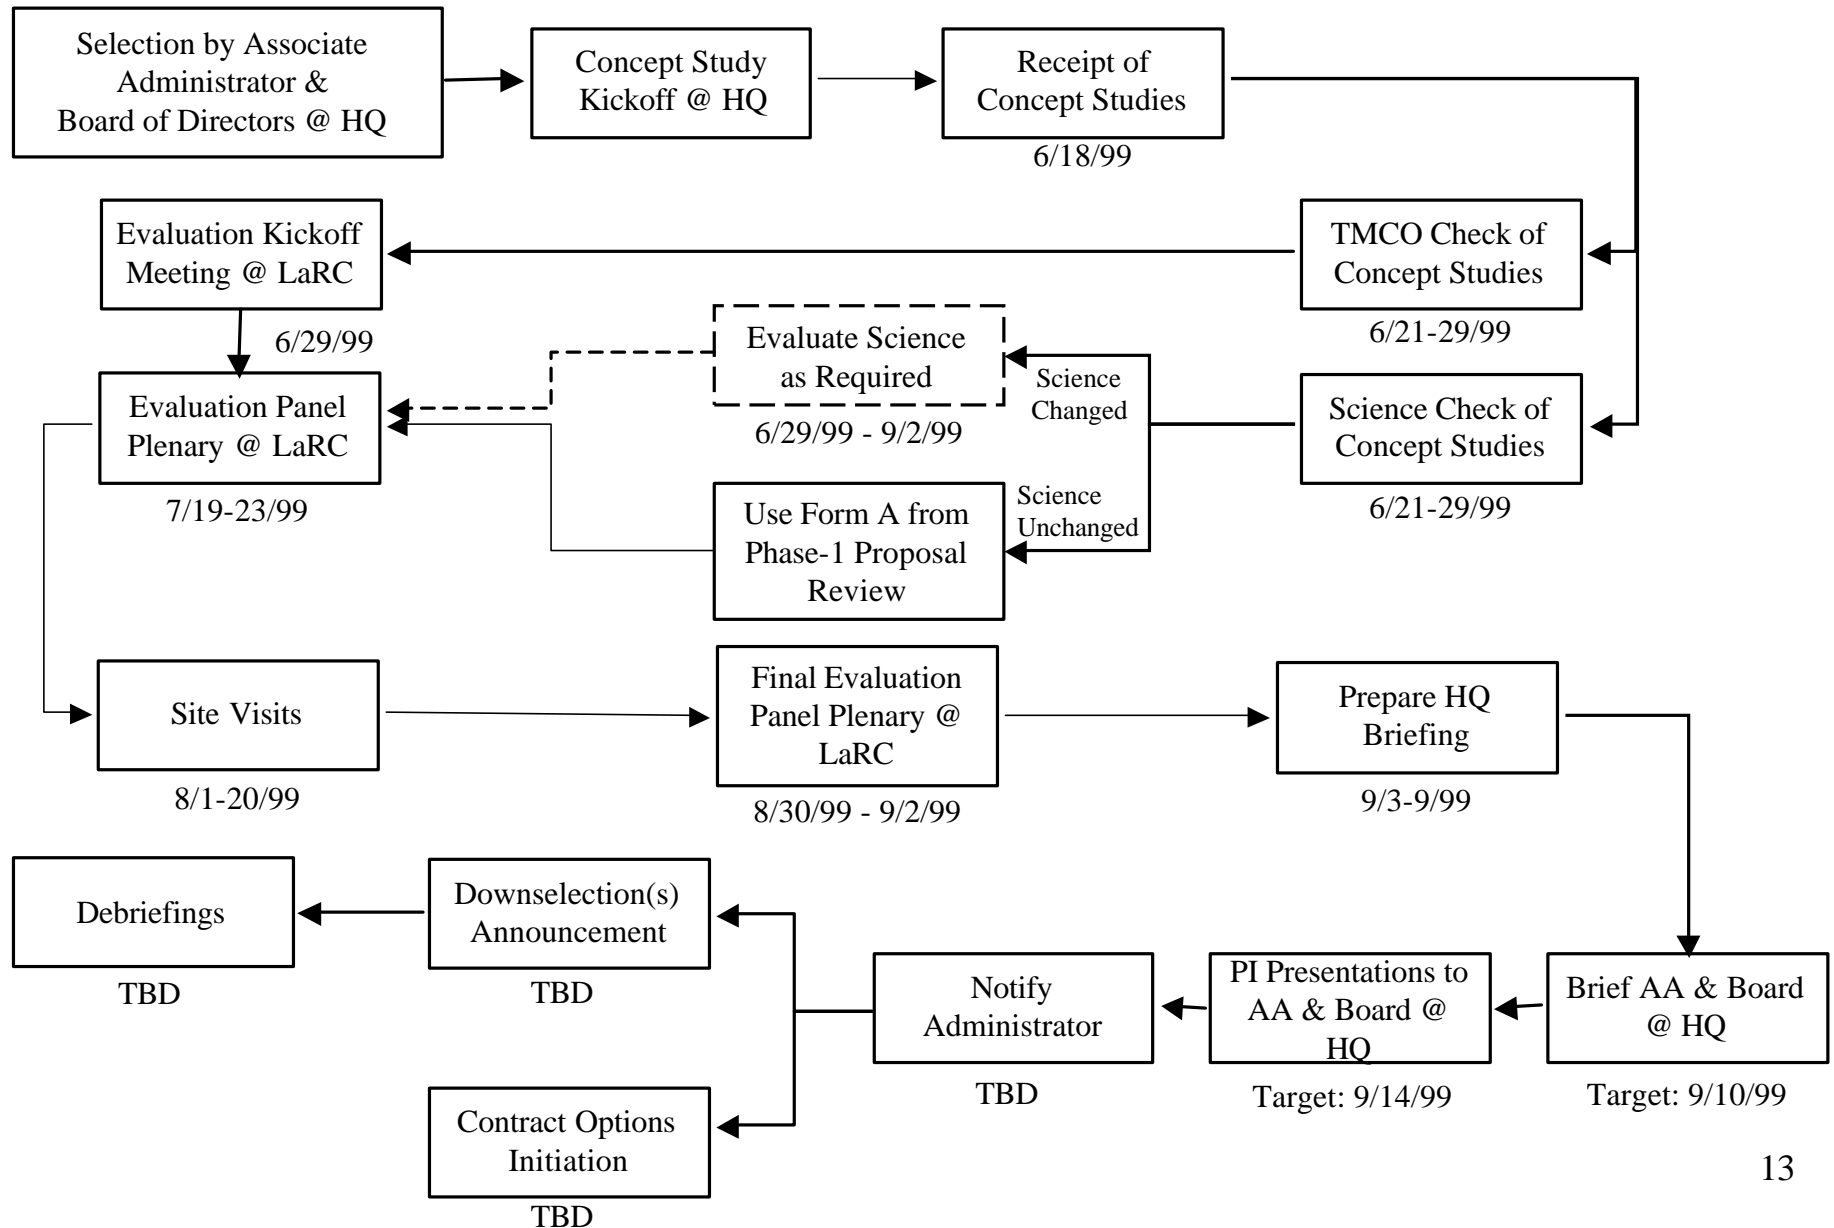 Selection by Associate
Administrator &
Board of Directors @ HQ
Concept Study
Kickoff @ HQ
Receipt of
Concept Studies
6/18/99
Evaluation Kickoff
Meeting @ LaRC
6/29/99
TMCO Check of
Concept Studies
6/21-29/99
Evaluate Science
as Required
6/29/99 - 9/2/99
Science
Changed
Science Check of
Concept Studies
6/21-29/99
Evaluation Panel
Plenary @ LaRC
7/19-23/99
Use Form A from
Phase-1 Proposal
Review
Science
Unchanged
Site Visits
8/1-20/99
Final Evaluation
Panel Plenary @
LaRC
8/30/99 - 9/2/99
Prepare HQ
Briefing
9/3-9/99
Debriefings
TBD
Downselection(s)
Announcement
TBD
Notify
Administrator
TBD
PI Presentations to
AA & Board @
HQ
Target: 9/14/99
Brief AA & Board
@ HQ
Target: 9/10/99
Contract Options
Initiation
TBD
13